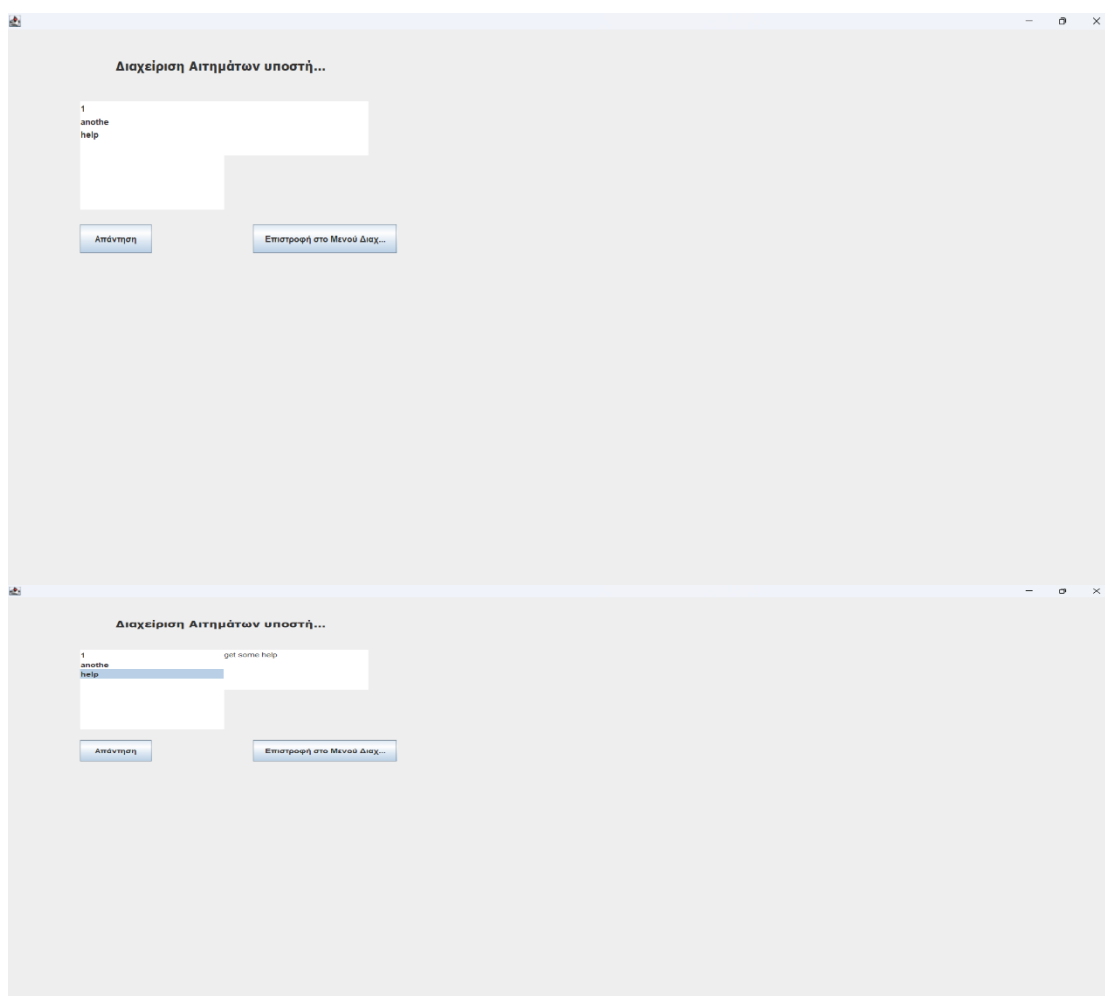 Διαχείριση Αιτημάτων υποστή...
1
anothe
help
Απάντηση
Επιστροφή στο Μενού Διαχ...
Διαχείριση Αιτημάτων υποστή...
1
get some help
anothe
help
Απάντηση
Επιστροφή στο Μενού Διαχ...